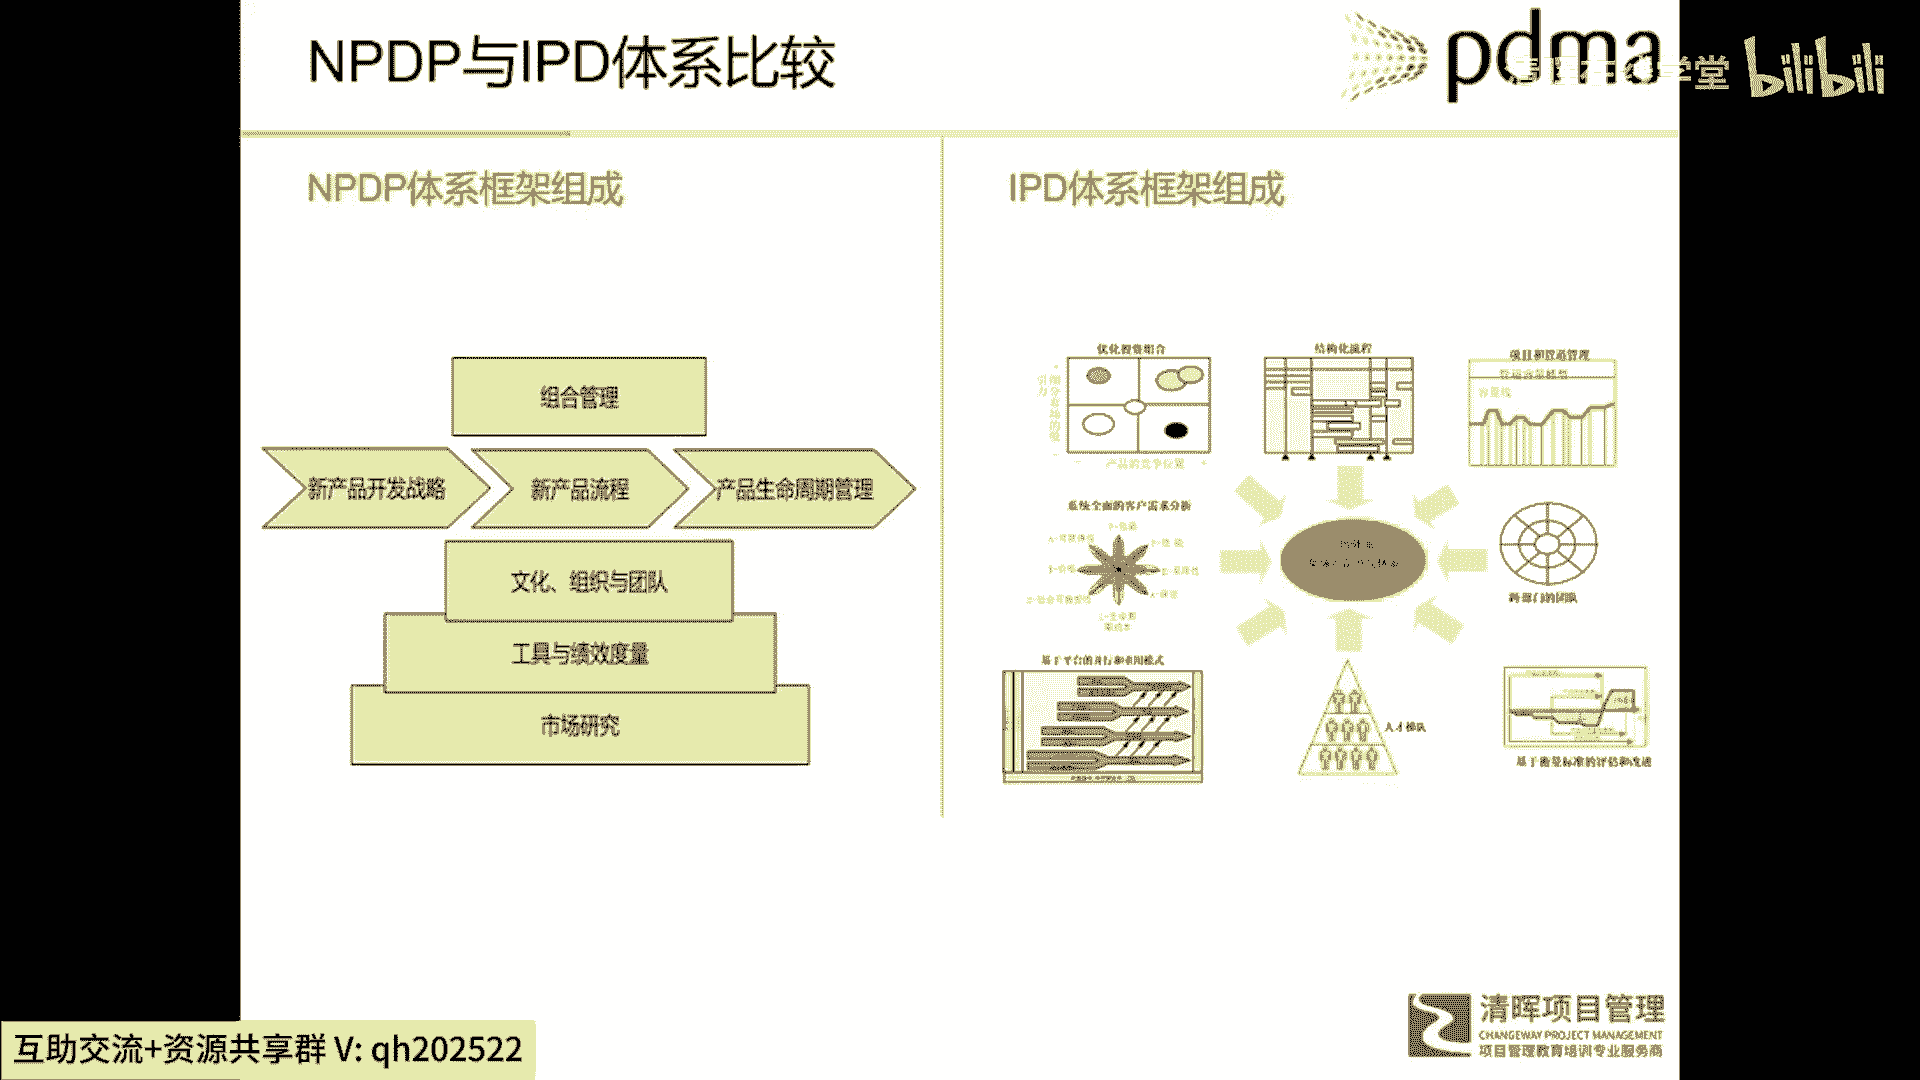 NPDP与IPD体系比较
pdma
bilibili
NPDP体系框架组成
组合管理
新产品开发战略
新产品流程
产品生命周期管理
文化、组织与团队
工具与绩效度量
市场研究
IPD体系框架组成
优化投资组合
结构化流程
项目和管道管理
产品的竞争位置
系统全面的客户需求分析
跨部门的团队
基于平台的并行和重用模式
人才梯队
基于衡量标准的评估和改进
清晖项目管理
CHANGEWAY PROJECT MANAGEMENT
项目管理教育培训专业服务商
互助交流+资源共享群 V: qh202522